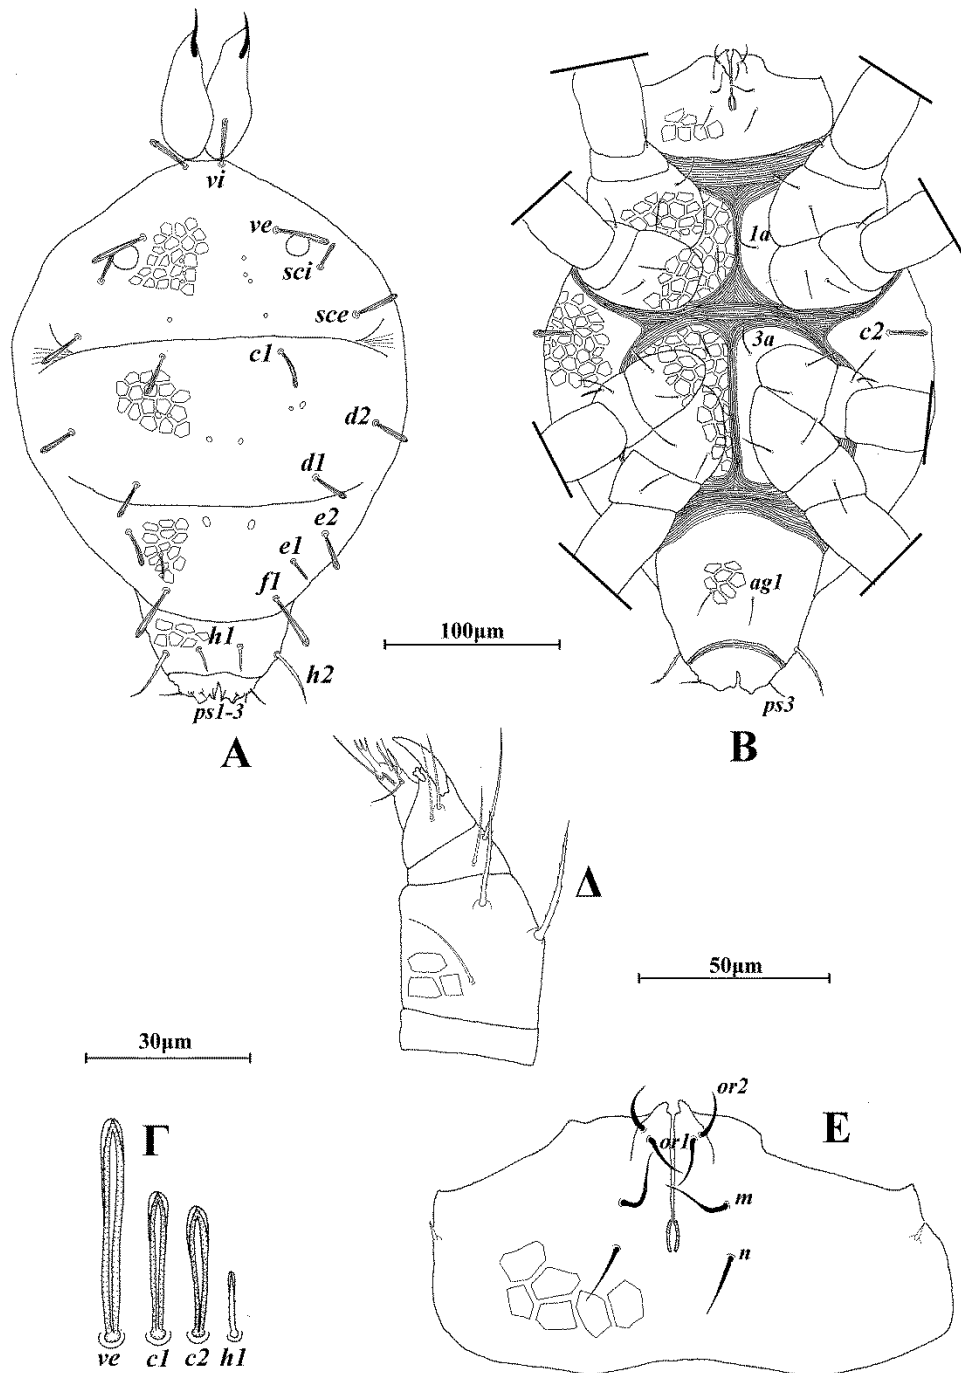 vi
ve
sci
sce
c1
d2
d1
e2
e1
f1
h1
h2
ps1-3
A
1a
3a
c2
ag1
ps3
B
100μm
Δ
50μm
30μm
Γ
ve
c1
c2
h1
or2
or1
m
n
E